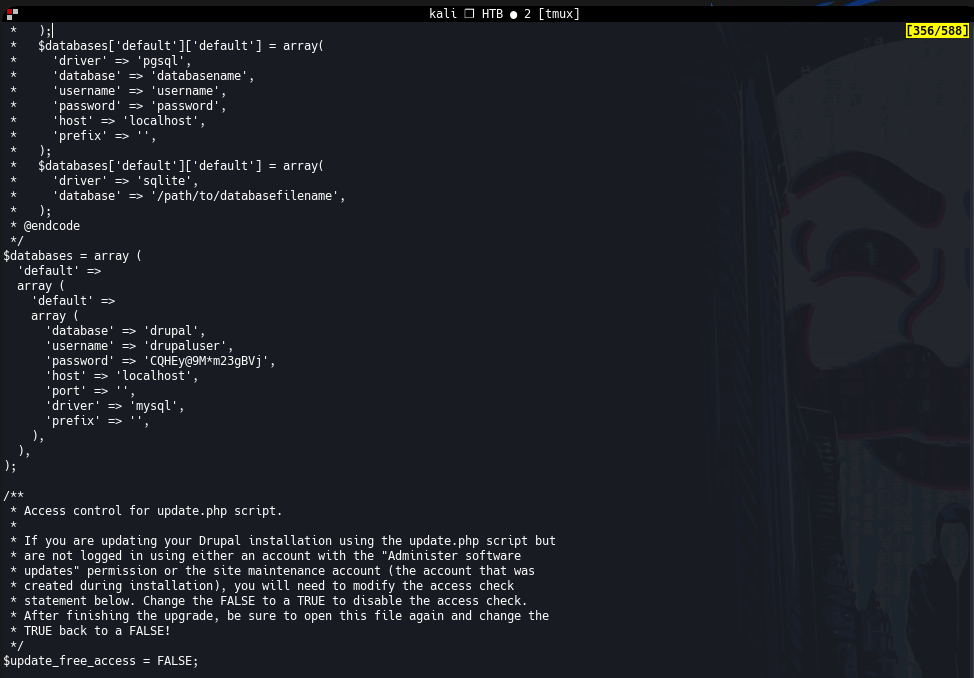 kali ❐ HTB ● 2 [tmux]
 *   );
[356/588]
 *   $databases['default']['default'] = array(
 *     'driver' => 'pgsql',
 *     'database' => 'databasename',
 *     'username' => 'username',
 *     'password' => 'password',
 *     'host' => 'localhost',
 *     'prefix' => '',
 *   );
 *   $databases['default']['default'] = array(
 *     'driver' => 'sqlite',
 *     'database' => '/path/to/databasefilename',
 *   );
 * @endcode
 */
$databases = array (
  'default' =>
  array (
    'default' =>
    array (
      'database' => 'drupal',
      'username' => 'drupaluser',
      'password' => 'CQHEy@9M*m23gBVj',
      'host' => 'localhost',
      'port' => '',
      'driver' => 'mysql',
      'prefix' => '',
    ),
  ),
);

/**
 * Access control for update.php script.
 *
 * If you are updating your Drupal installation using the update.php script but
 * are not logged in using either an account with the "Administer software
 * updates" permission or the site maintenance account (the account that was
 * created during installation), you will need to modify the access check
 * statement below. Change the FALSE to a TRUE to disable the access check.
 * After finishing the upgrade, be sure to open this file again and change the
 * TRUE back to a FALSE!
 */
$update_free_access = FALSE;